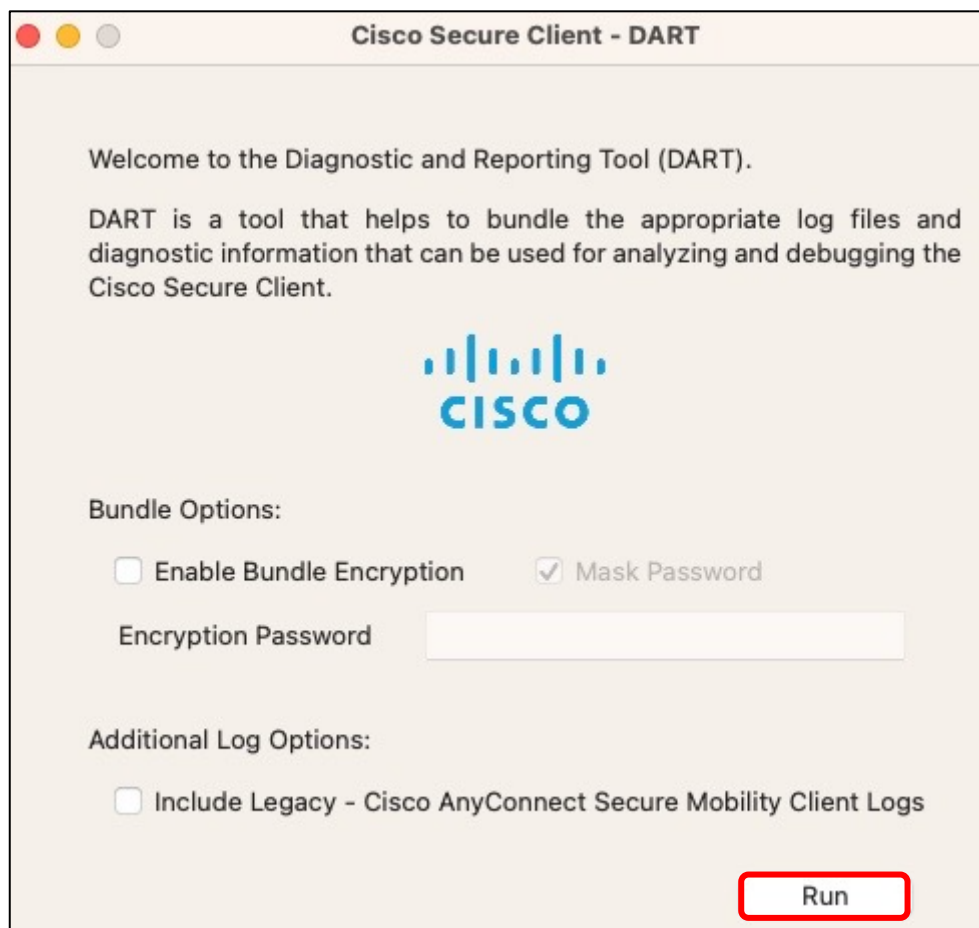 Cisco Secure Client - DART
Welcome to the Diagnostic and Reporting Tool (DART).
DART is a tool that helps to bundle the appropriate log files and
diagnostic information that can be used for analyzing and debugging the
Cisco Secure Client.
CISCO
Bundle Options:
Enable Bundle Encryption Mask Password
Encryption Password
Additional Log Options:
Include Legacy - Cisco AnyConnect Secure Mobility Client Logs
Run